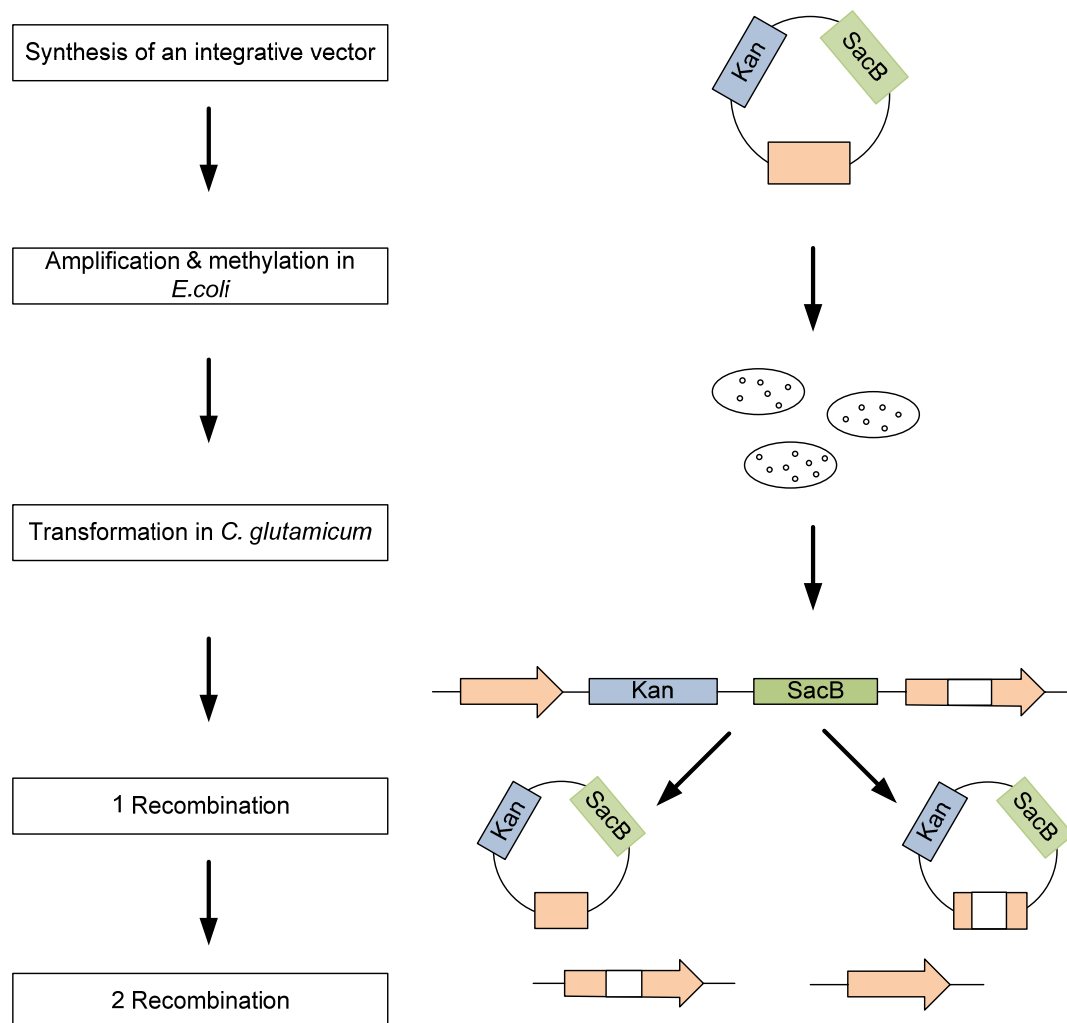 Synthesis of an integrative vector
Amplification & methylation in
E.coli
Transformation in C. glutamicum
1 Recombination
2 Recombination
Kan
SacB
Kan
SacB
Kan
SacB
Kan
SacB